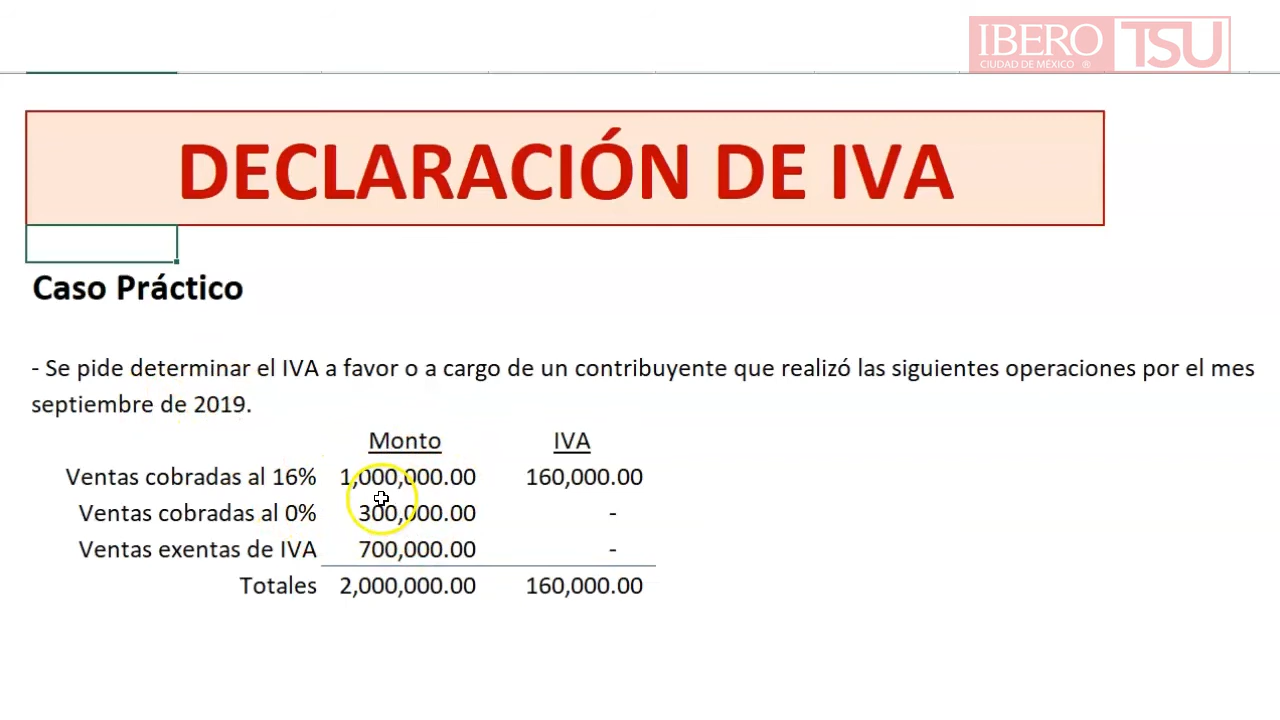 IBERO TSU
CIUDAD DE MÉXICO ®
DECLARACIÓN DE IVA
Caso Práctico
- Se pide determinar el IVA a favor o a cargo de un contribuyente que realizó las siguientes operaciones por el mes
septiembre de 2019.
Monto IVA
Ventas cobradas al 16% 1,000,000.00 160,000.00
Ventas cobradas al 0% 300,000.00 -
Ventas exentas de IVA 700,000.00 -
Totales 2,000,000.00 160,000.00